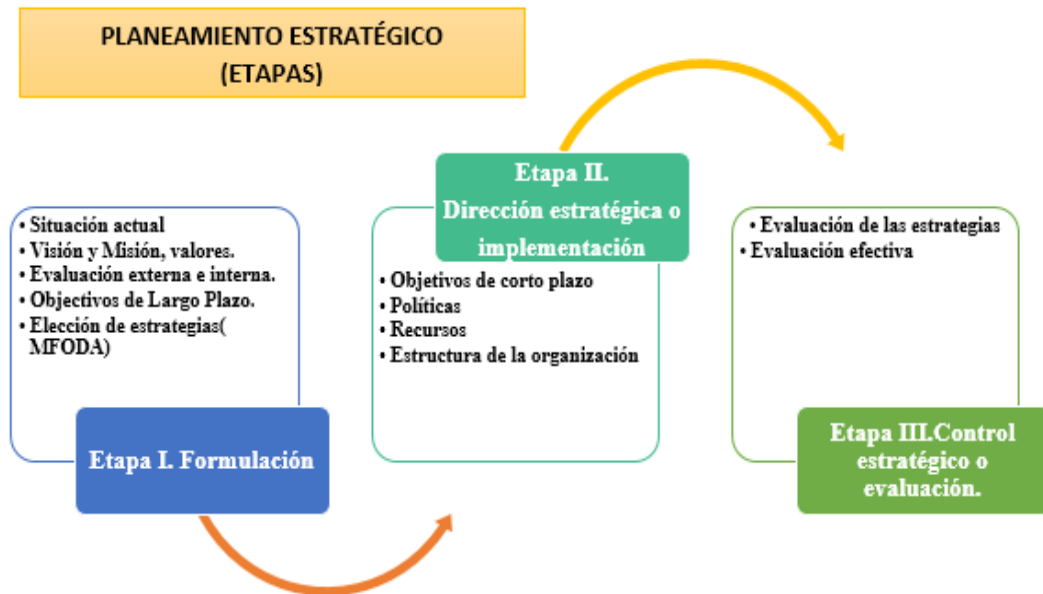 PLANEAMIENTO ESTRATÉGICO
(ETAPAS)
• Situación actual
• Visión y Misión, valores.
• Evaluación externa e interna.
• Objectivos de Largo Plazo.
• Elección de estrategias(
MFODA)
Etapa I. Formulación
Etapa II.
Dirección estratégica o
implementación
• Objetivos de corto plazo
• Políticas
• Recursos
• Estructura de la organización
• Evaluación de las estrategias
• Evaluación efectiva
Etapa III.Control
estratégico o
evaluación.